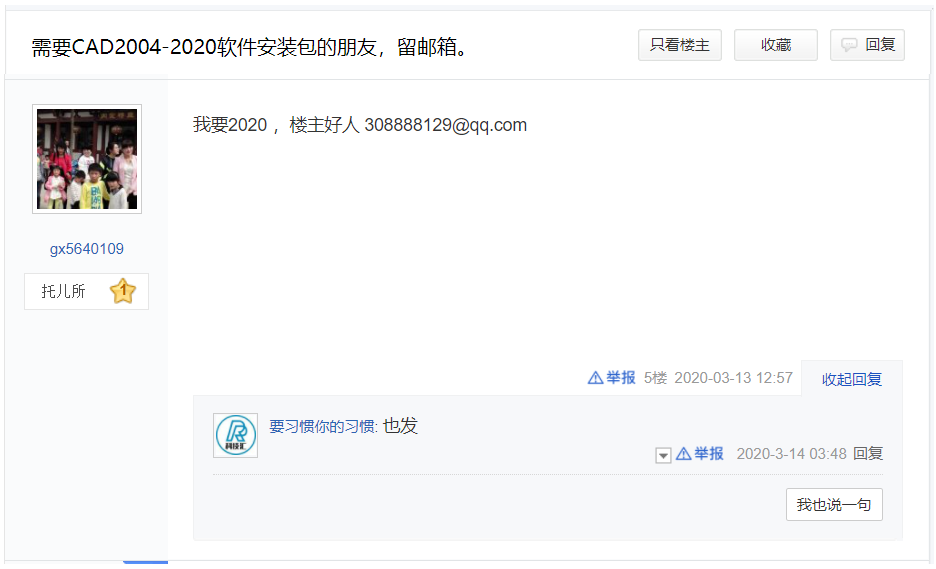 需要CAD2004-2020软件安装包的朋友，留邮箱。
只看楼主
收藏
回复
我要2020 ，楼主好人 308888129@qq.com
gx5640109
托儿所
1
举报 5楼 2020-03-13 12:57 收起回复
要习惯你的习惯: 也发
科技汇
举报 2020-3-14 03:48 回复
我也说一句